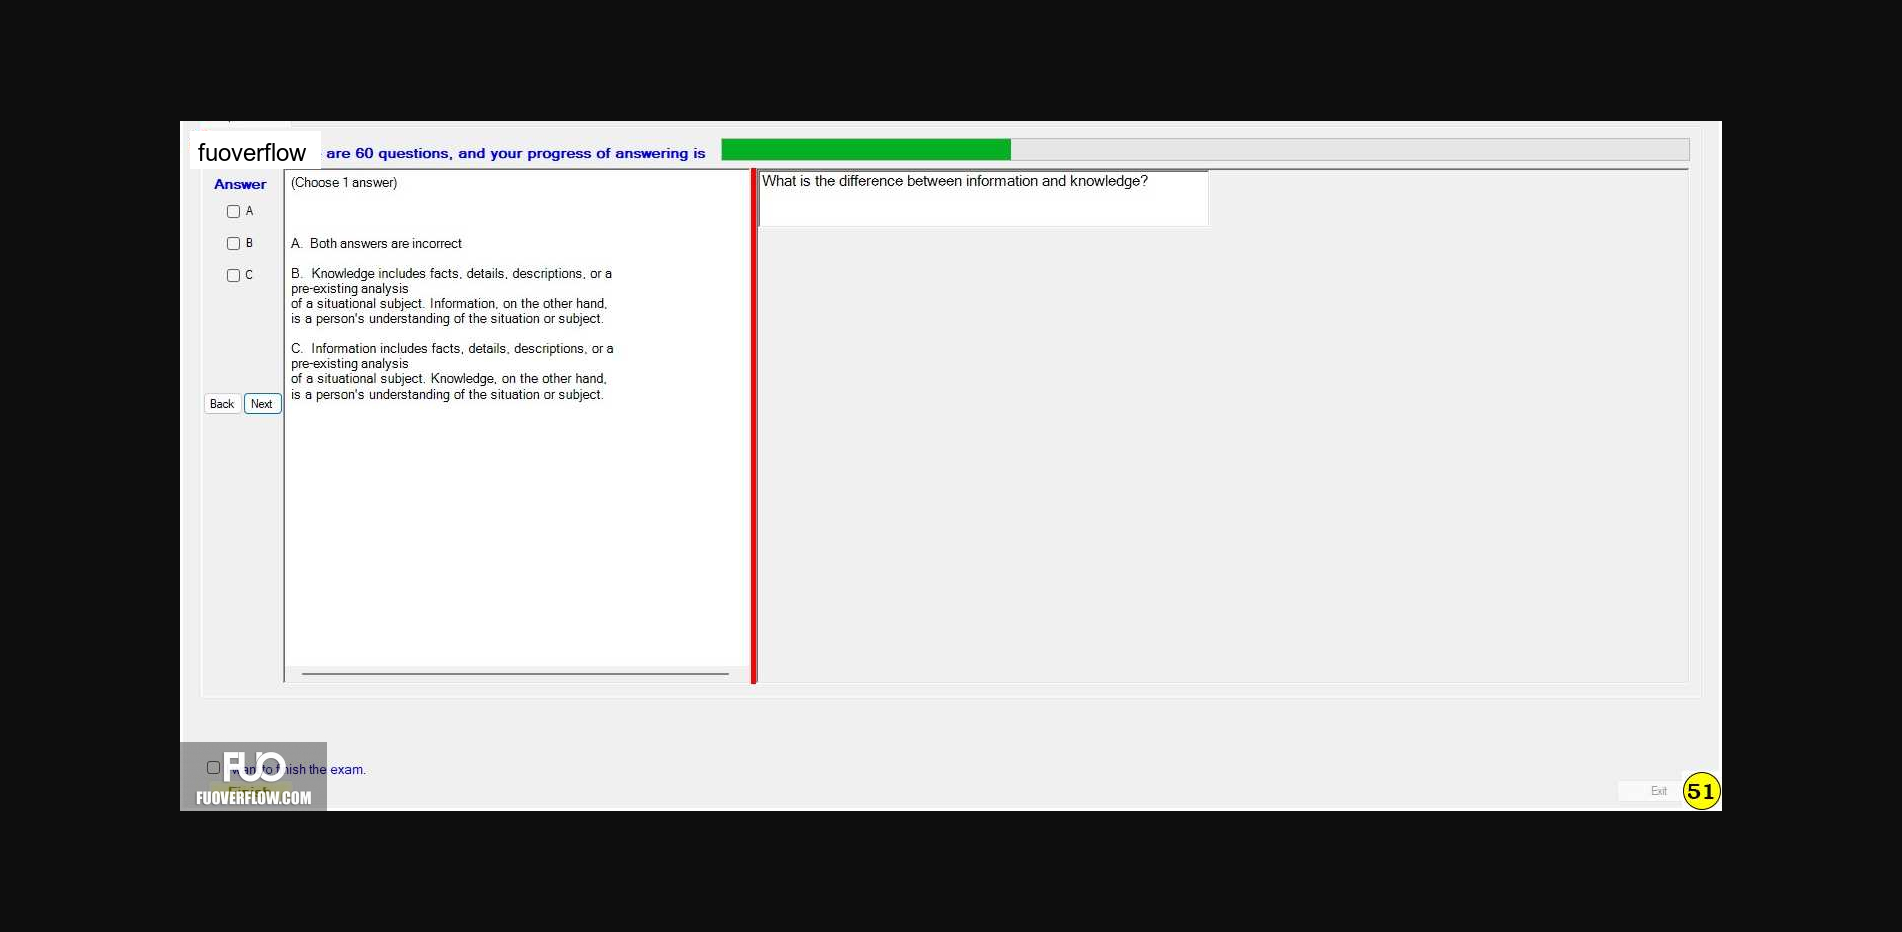 fuoverflow are 60 questions, and your progress of answering is
Answer
A
B
C
Back Next
(Choose 1 answer)
A. Both answers are incorrect
B. Knowledge includes facts, details, descriptions, or a
pre-existing analysis
of a situational subject. Information, on the other hand,
is a person's understanding of the situation or subject.
C. Information includes facts, details, descriptions, or a
pre-existing analysis
of a situational subject. Knowledge, on the other hand,
is a person's understanding of the situation or subject.
What is the difference between information and knowledge?
FUO
the exam.
FUOVERFLOW.COM
Exit
51